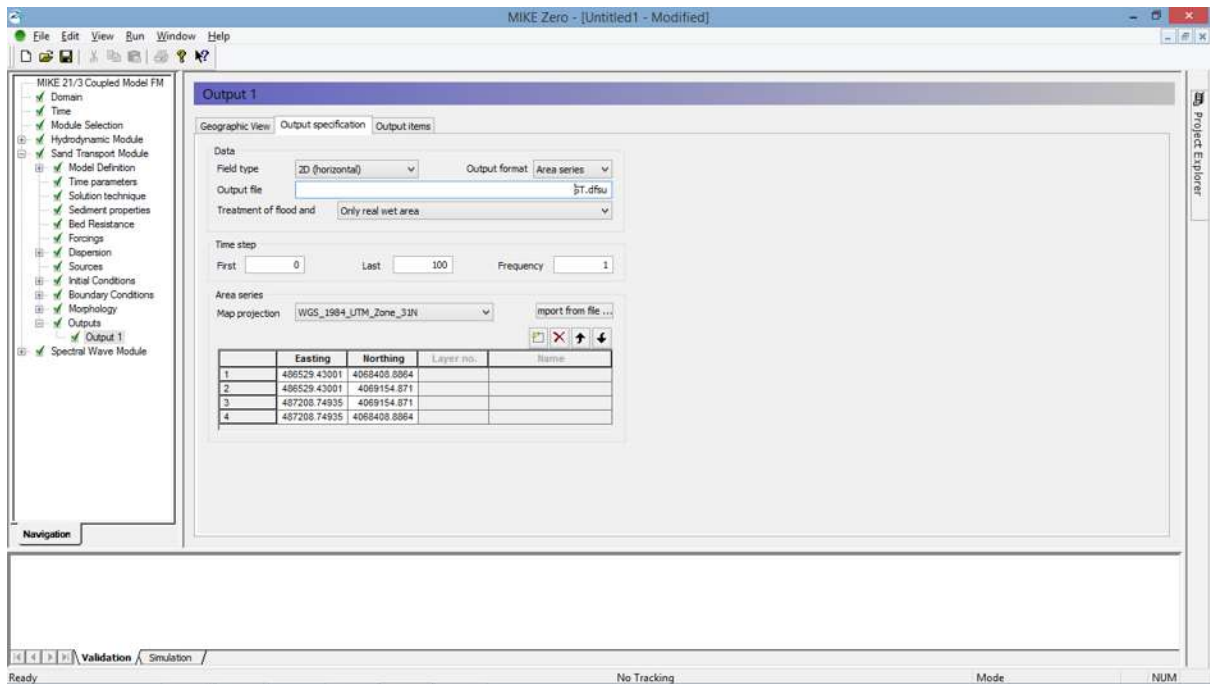 MIKE Zero - [Untitled1 - Modified]
File Edit View Run Window Help
MIKE 21/3 Coupled Model FM
Domain
Time
Module Selection
Hydrodynamic Module
Sand Transport Module
Model Definition
Time parameters
Solution technique
Sediment properties
Bed Resistance
Forcings
Dispersion
Sources
Initial Conditions
Boundary Conditions
Morphology
Outputs
Output 1
Spectral Wave Module
Navigation
Output 1
Geographic View Output specification Output items
Data
Field type 2D (horizontal) Output format Area series
Output file ST.dfsu
Treatment of flood and Only real wet area
Time step
First 0 Last 100 Frequency 1
Area series
Map projection WGS_1984_UTM_Zone_31N mport from file ...
Easting Northing Layer no. Name
1 486529.43001 4068408.8864
2 486529.43001 4069154.871
3 487208.74935 4069154.871
4 487208.74935 4068408.8864
Project Explorer
Validation Simulation
Ready No Tracking Mode NUM